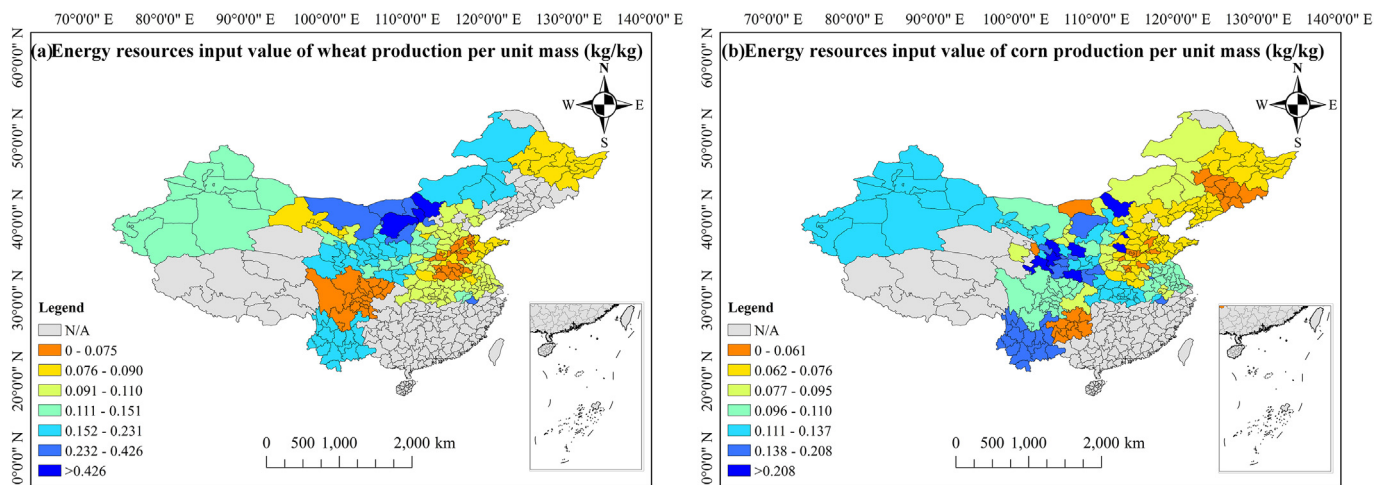 70°0'0" E 80°0'0" E 90°0'0" E 100°0'0" E 110°0'0" E 120°0'0" E 130°0'0" E 140°0'0" E
(a)Energy resources input value of wheat production per unit mass (kg/kg)
N
W E
S
60°0'0" N
50°0'0" N
40°0'0" N
30°0'0" N
20°0'0" N
10°0'0" N
0°0'0" N
Legend
N/A
0 - 0.075
0.076 - 0.090
0.091 - 0.110
0.111 - 0.151
0.152 - 0.231
0.232 - 0.426
>0.426
0 500 1,000 2,000 km
70°0'0" E 80°0'0" E 90°0'0" E 100°0'0" E 110°0'0" E 120°0'0" E 130°0'0" E 140°0'0" E
(b)Energy resources input value of corn production per unit mass (kg/kg)
N
W E
S
60°0'0" N
50°0'0" N
40°0'0" N
30°0'0" N
20°0'0" N
10°0'0" N
0°0'0" N
Legend
N/A
0 - 0.061
0.062 - 0.076
0.077 - 0.095
0.096 - 0.110
0.111 - 0.137
0.138 - 0.208
>0.208
0 500 1,000 2,000 km